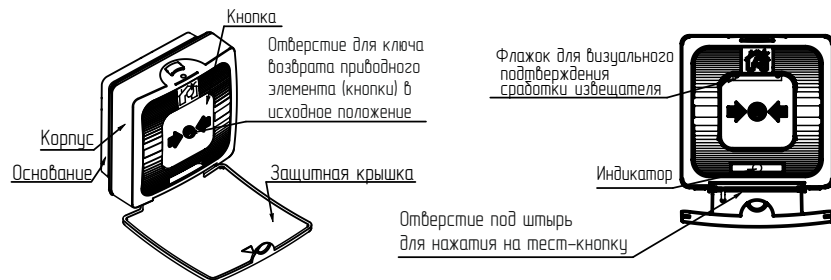 Кнопка
Отверстие для ключа
возврата приводного
элемента (кнопки) в
исходное положение
Корпус
Основание
Защитная крышка
Флажок для визуального
подтверждения
сработки извещателя
Индикатор
Отверстие под штырь
для нажатия на тест-кнопку